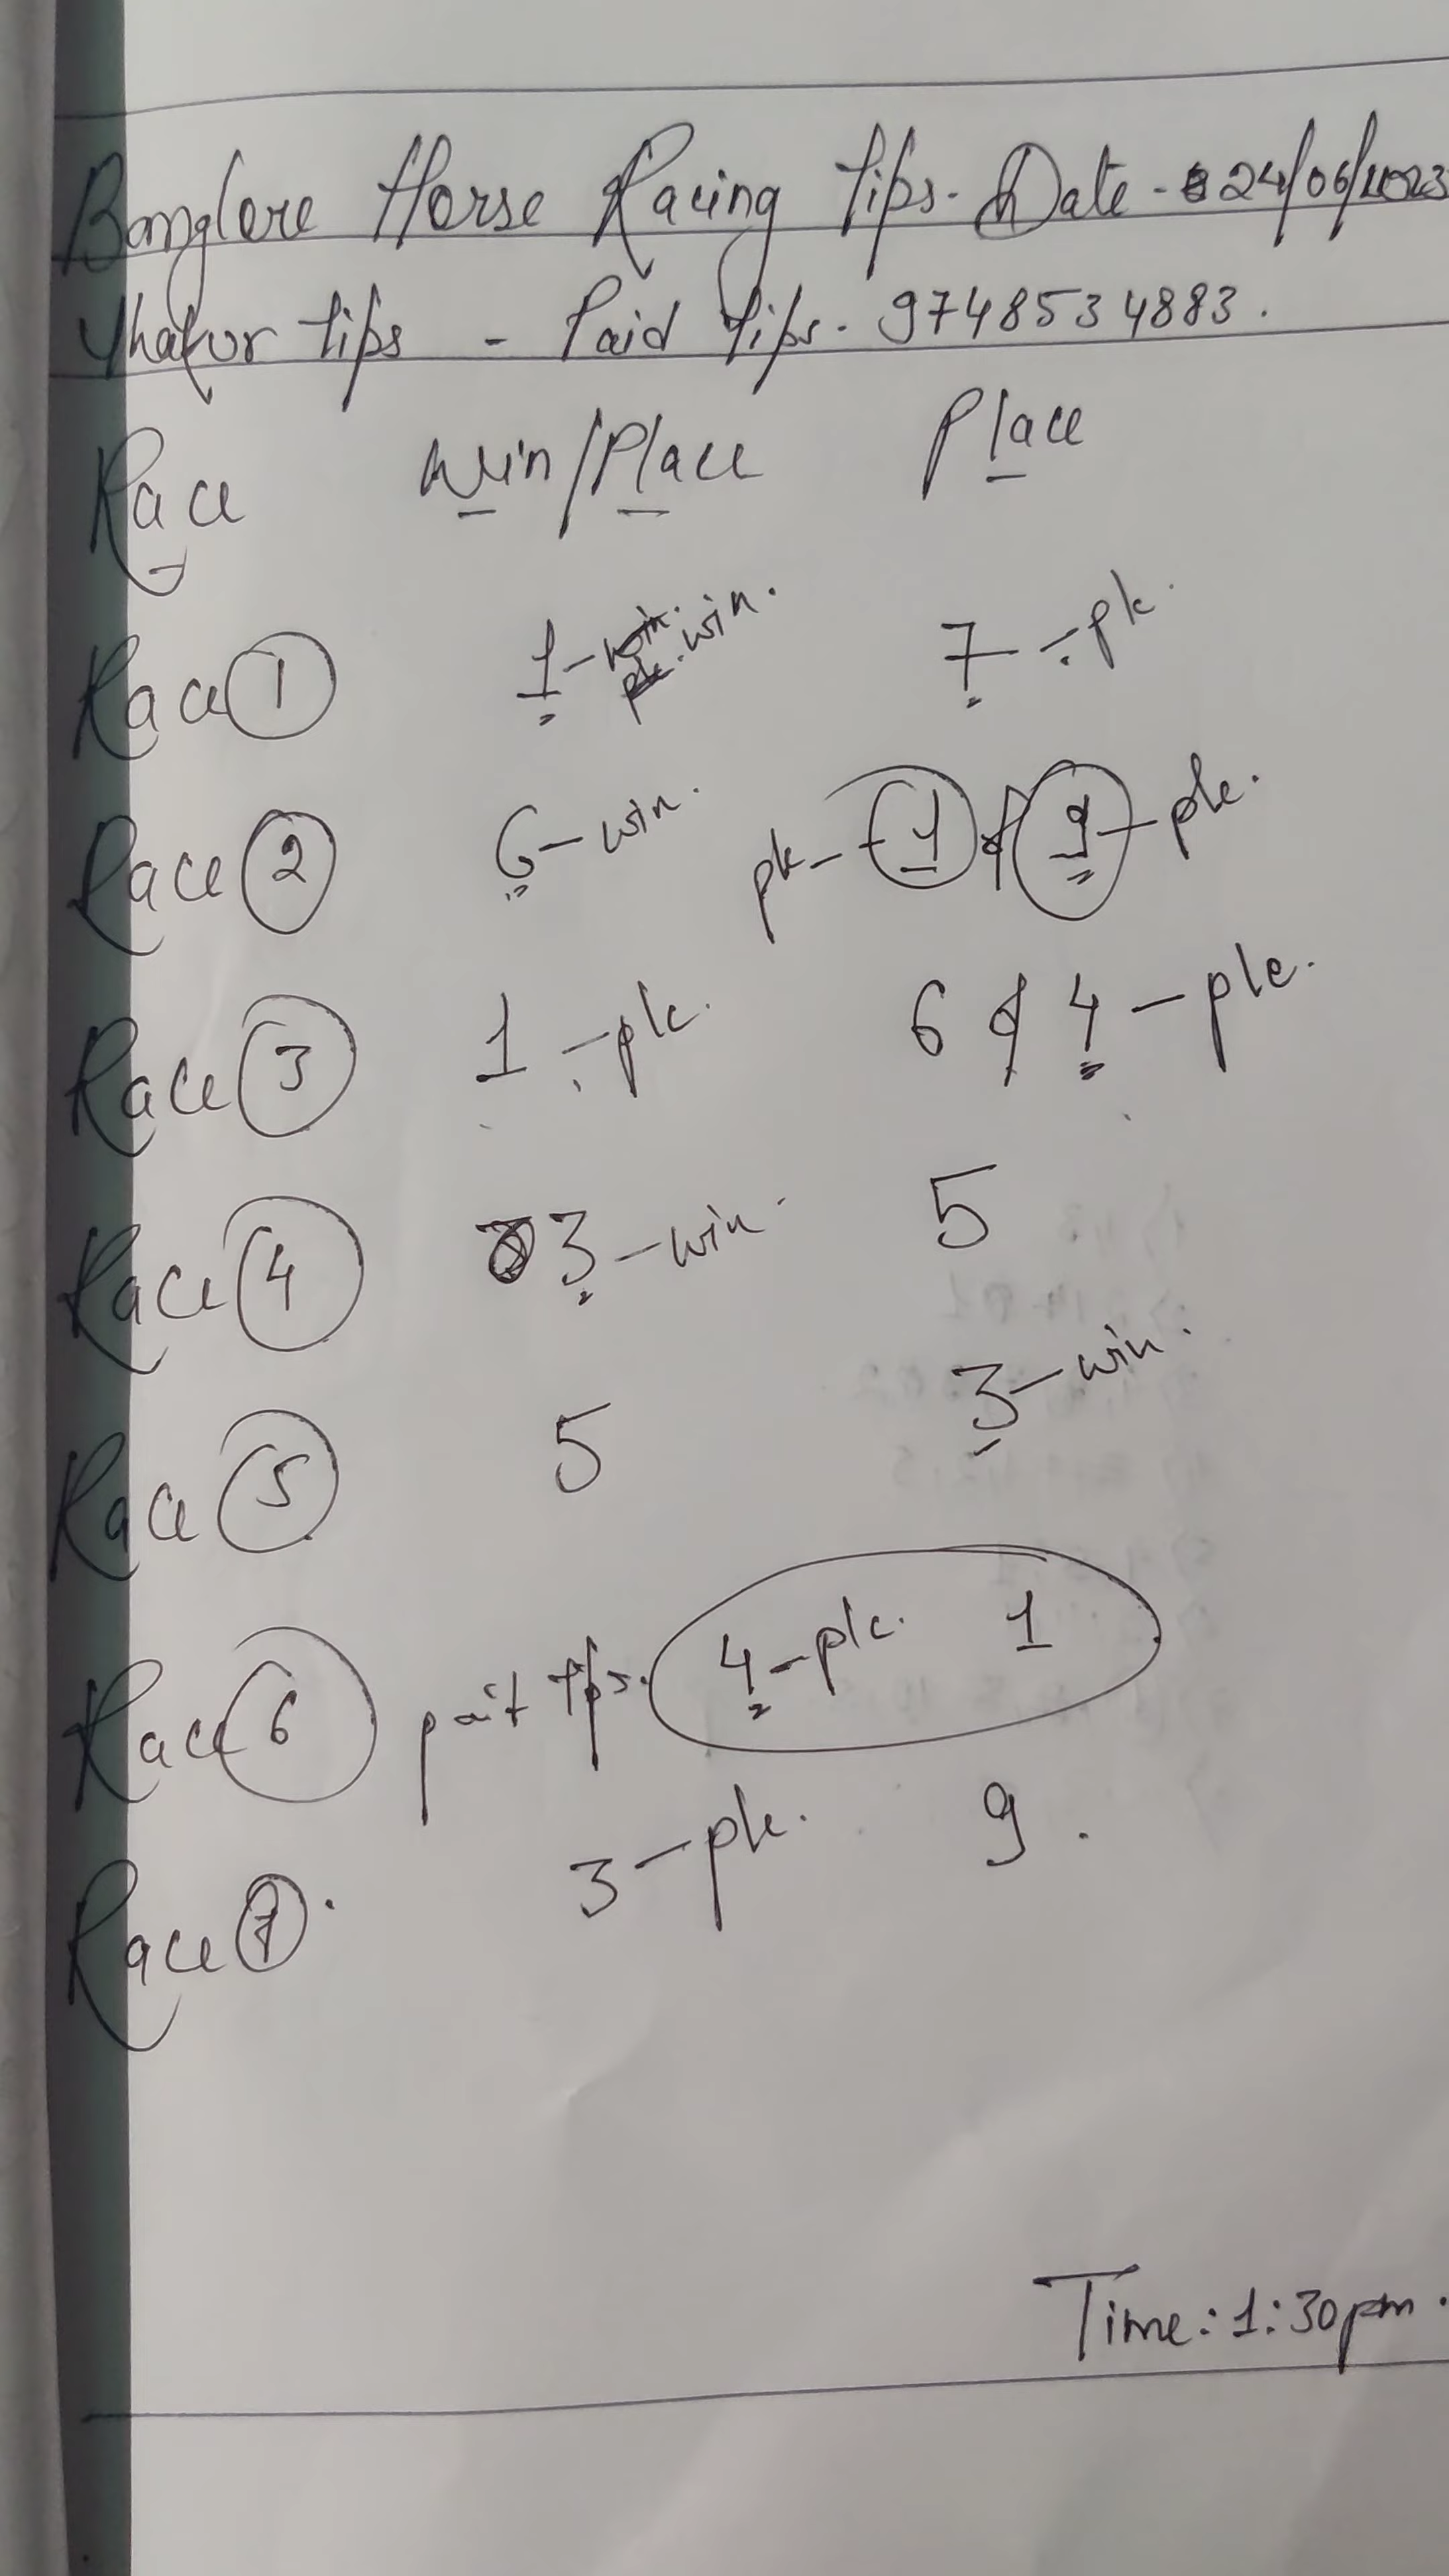 Banglore Horse Racing tips. Date - 24/06/2023
Thakur tips - Paid tips. 9748534883.
Race Win/Place Place
Race 1 1 - win. 7 - plc.
Race 2 6 - win. plc - 1 & 9 - plc.
Race 3 1 - plc. 6 & 4 - plc.
Race 4 3 - win. 5
Race 5 5 3 - win.
Race 6 pait tips. 4 - plc. 1
Race 7. 3 - plc. 9.
Time: 1:30pm.